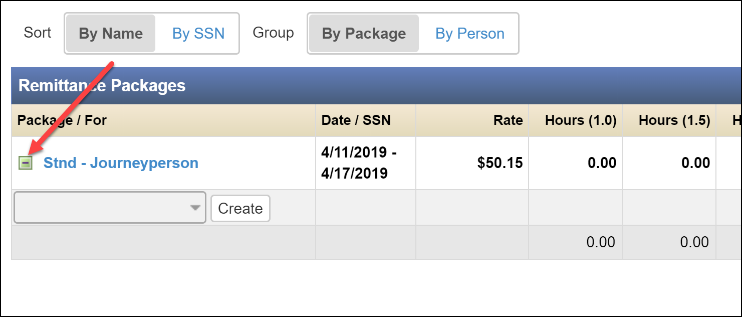 Sort By Name By SSN Group By Package By Person
Remittance Packages
Package / For Date / SSN Rate Hours (1.0) Hours (1.5) H
Stnd - Journeyperson 4/11/2019 - 4/17/2019 $50.15 0.00 0.00
Create
0.00 0.00